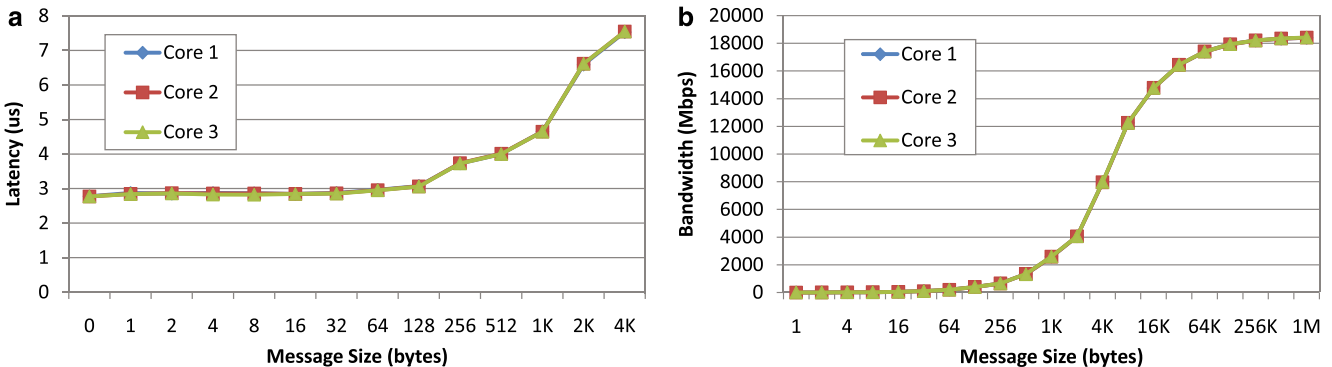 a
Latency (us)
8
7
6
5
4
3
2
1
0
Core 1
Core 2
Core 3
0 1 2 4 8 16 32 64 128 256 512 1K 2K 4K
Message Size (bytes)
b
Bandwidth (Mbps)
20000
18000
16000
14000
12000
10000
8000
6000
4000
2000
0
Core 1
Core 2
Core 3
1 4 16 64 256 1K 4K 16K 64K 256K 1M
Message Size (bytes)